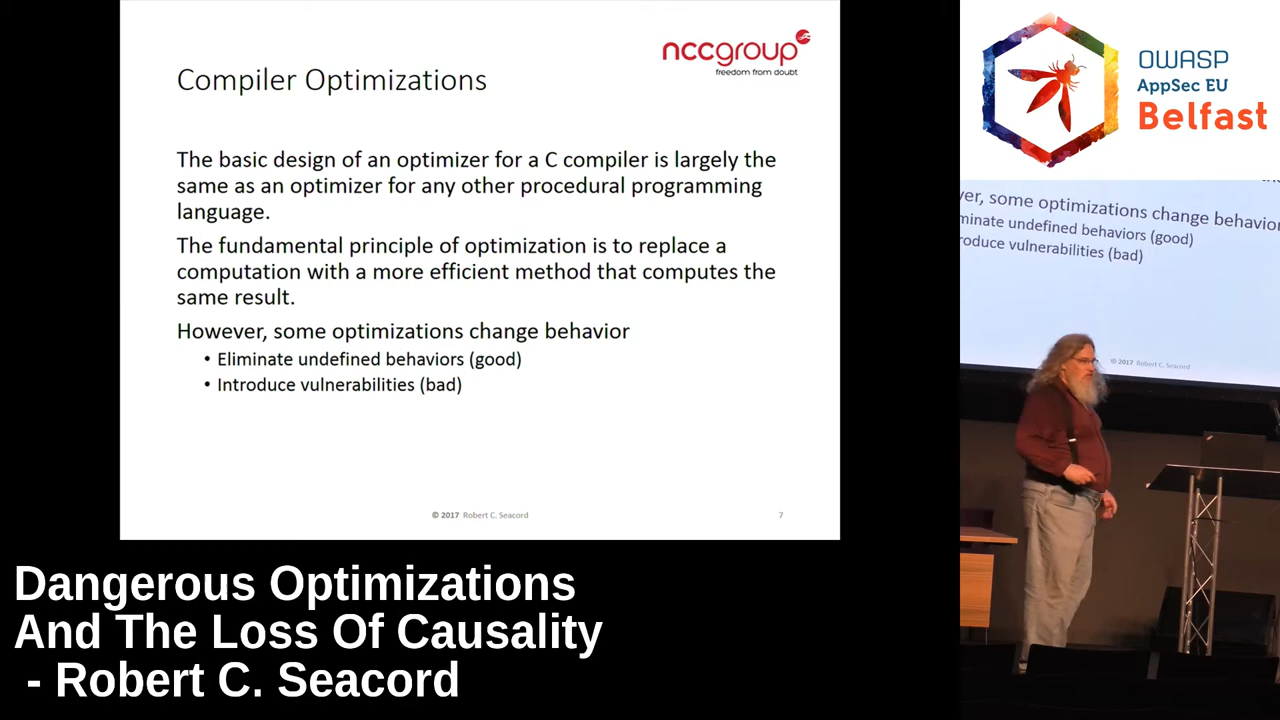 Compiler Optimizations
nccgroup
freedom from doubt
The basic design of an optimizer for a C compiler is largely the
same as an optimizer for any other procedural programming
language.
The fundamental principle of optimization is to replace a
computation with a more efficient method that computes the
same result.
However, some optimizations change behavior
• Eliminate undefined behaviors (good)
• Introduce vulnerabilities (bad)
© 2017 Robert C. Seacord
7
OWASP
AppSec EU
Belfast
ver, some optimizations change behavior
minate undefined behaviors (good)
roduce vulnerabilities (bad)
© 2017 Robert C. Seacord
Dangerous Optimizations
And The Loss Of Causality
- Robert C. Seacord